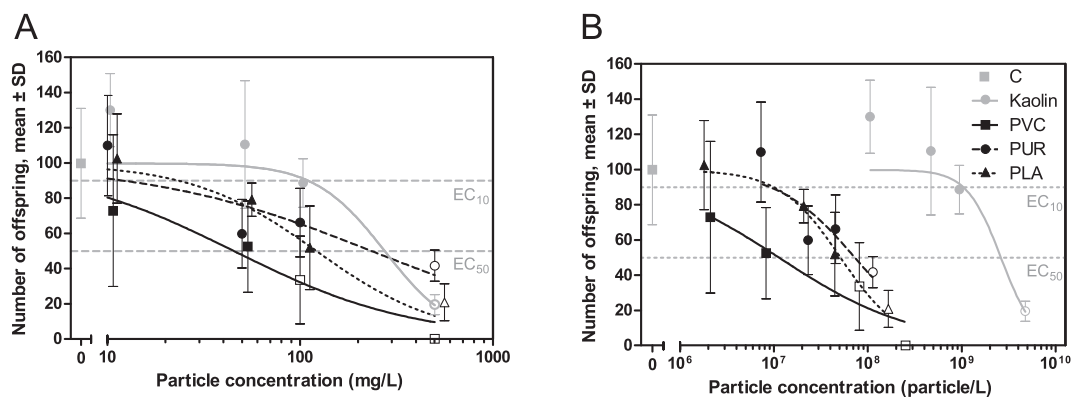 A
Number of offspring, mean ± SD
160
140
120
100
80
60
40
20
0
EC10
EC50
0 10 100 1000
Particle concentration (mg/L)
B
Number of offspring, mean ± SD
160
140
120
100
80
60
40
20
0
C
Kaolin
PVC
PUR
PLA
EC10
EC50
0 10^6 10^7 10^8 10^9 10^10
Particle concentration (particle/L)